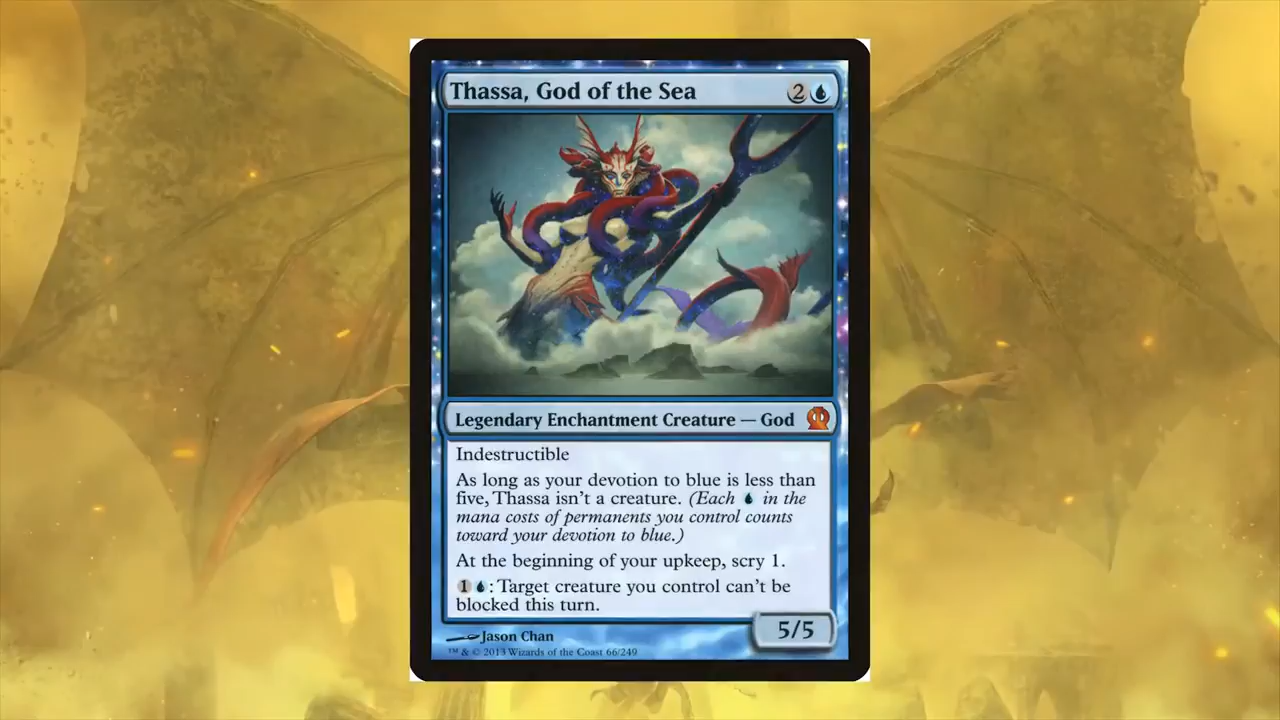 Thassa, God of the Sea 2
Legendary Enchantment Creature — God
Indestructible
As long as your devotion to blue is less than
five, Thassa isn't a creature. (Each in the
mana costs of permanents you control counts
toward your devotion to blue.)
At the beginning of your upkeep, scry 1.
1 : Target creature you control can't be
blocked this turn.
5/5
Jason Chan
™ & © 2013 Wizards of the Coast 66/249